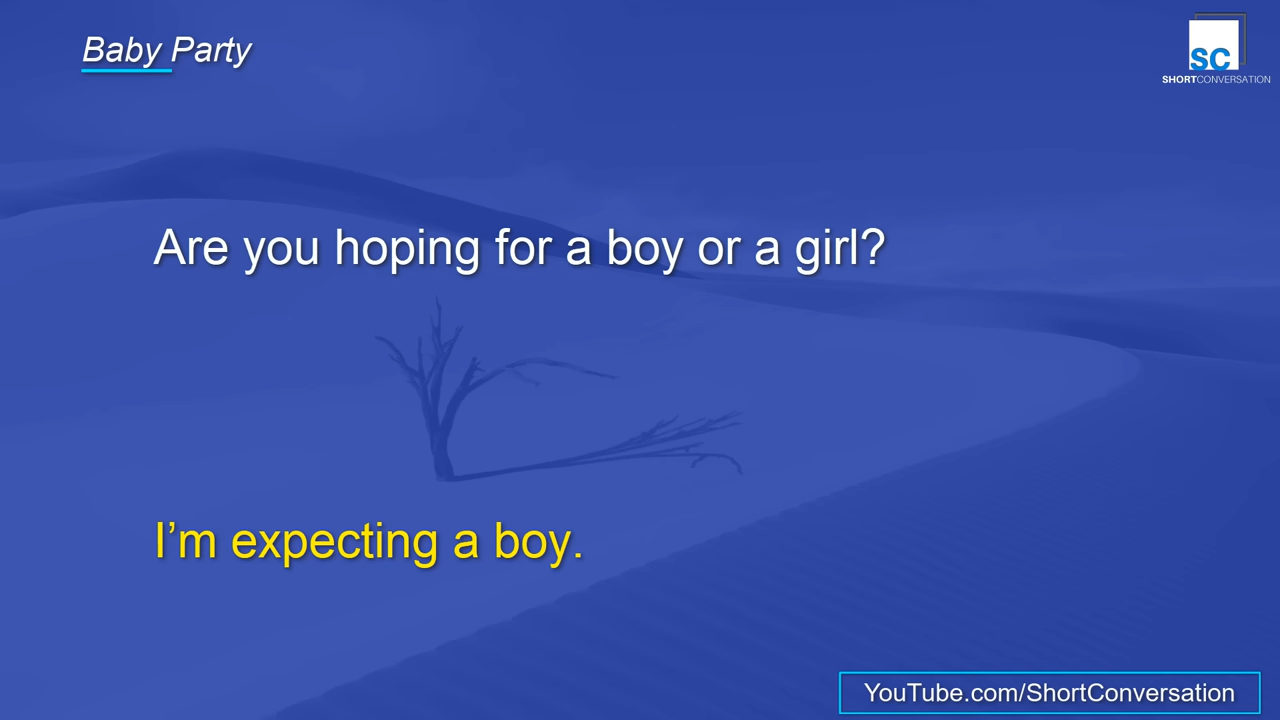 Baby Party
SC
SHORTCONVERSATION
Are you hoping for a boy or a girl?
I’m expecting a boy.
YouTube.com/ShortConversation